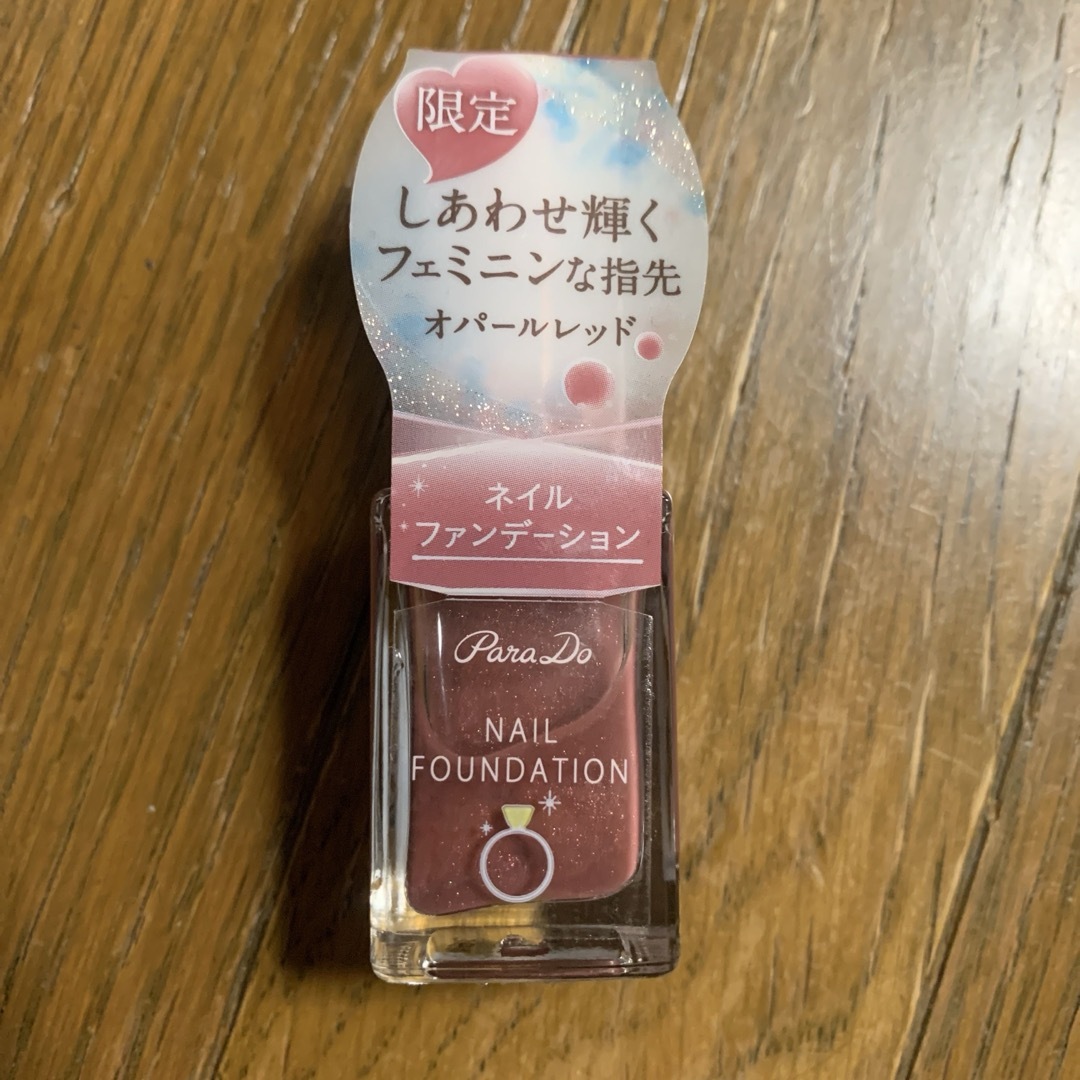 限定
しあわせ輝く
フェミニンな指先
オパールレッド
ネイル
ファンデーション
Para Do
NAIL
FOUNDATION